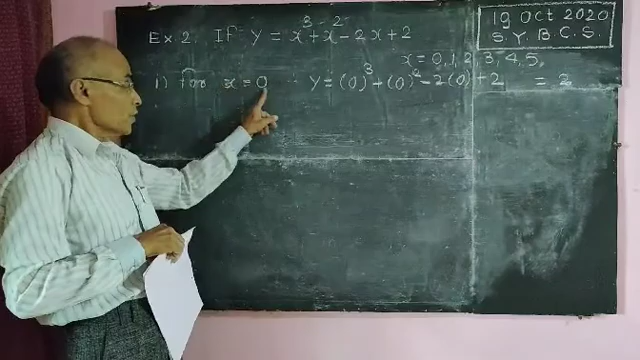 19 Oct 2020
S.Y.B.C.S.
Ex.2. If y = x³ + x² - 2x + 2
x = 0, 1, 2, 3, 4, 5,
1) For x = 0 ∴ y = (0)³ + (0)² - 2(0) + 2 = 2